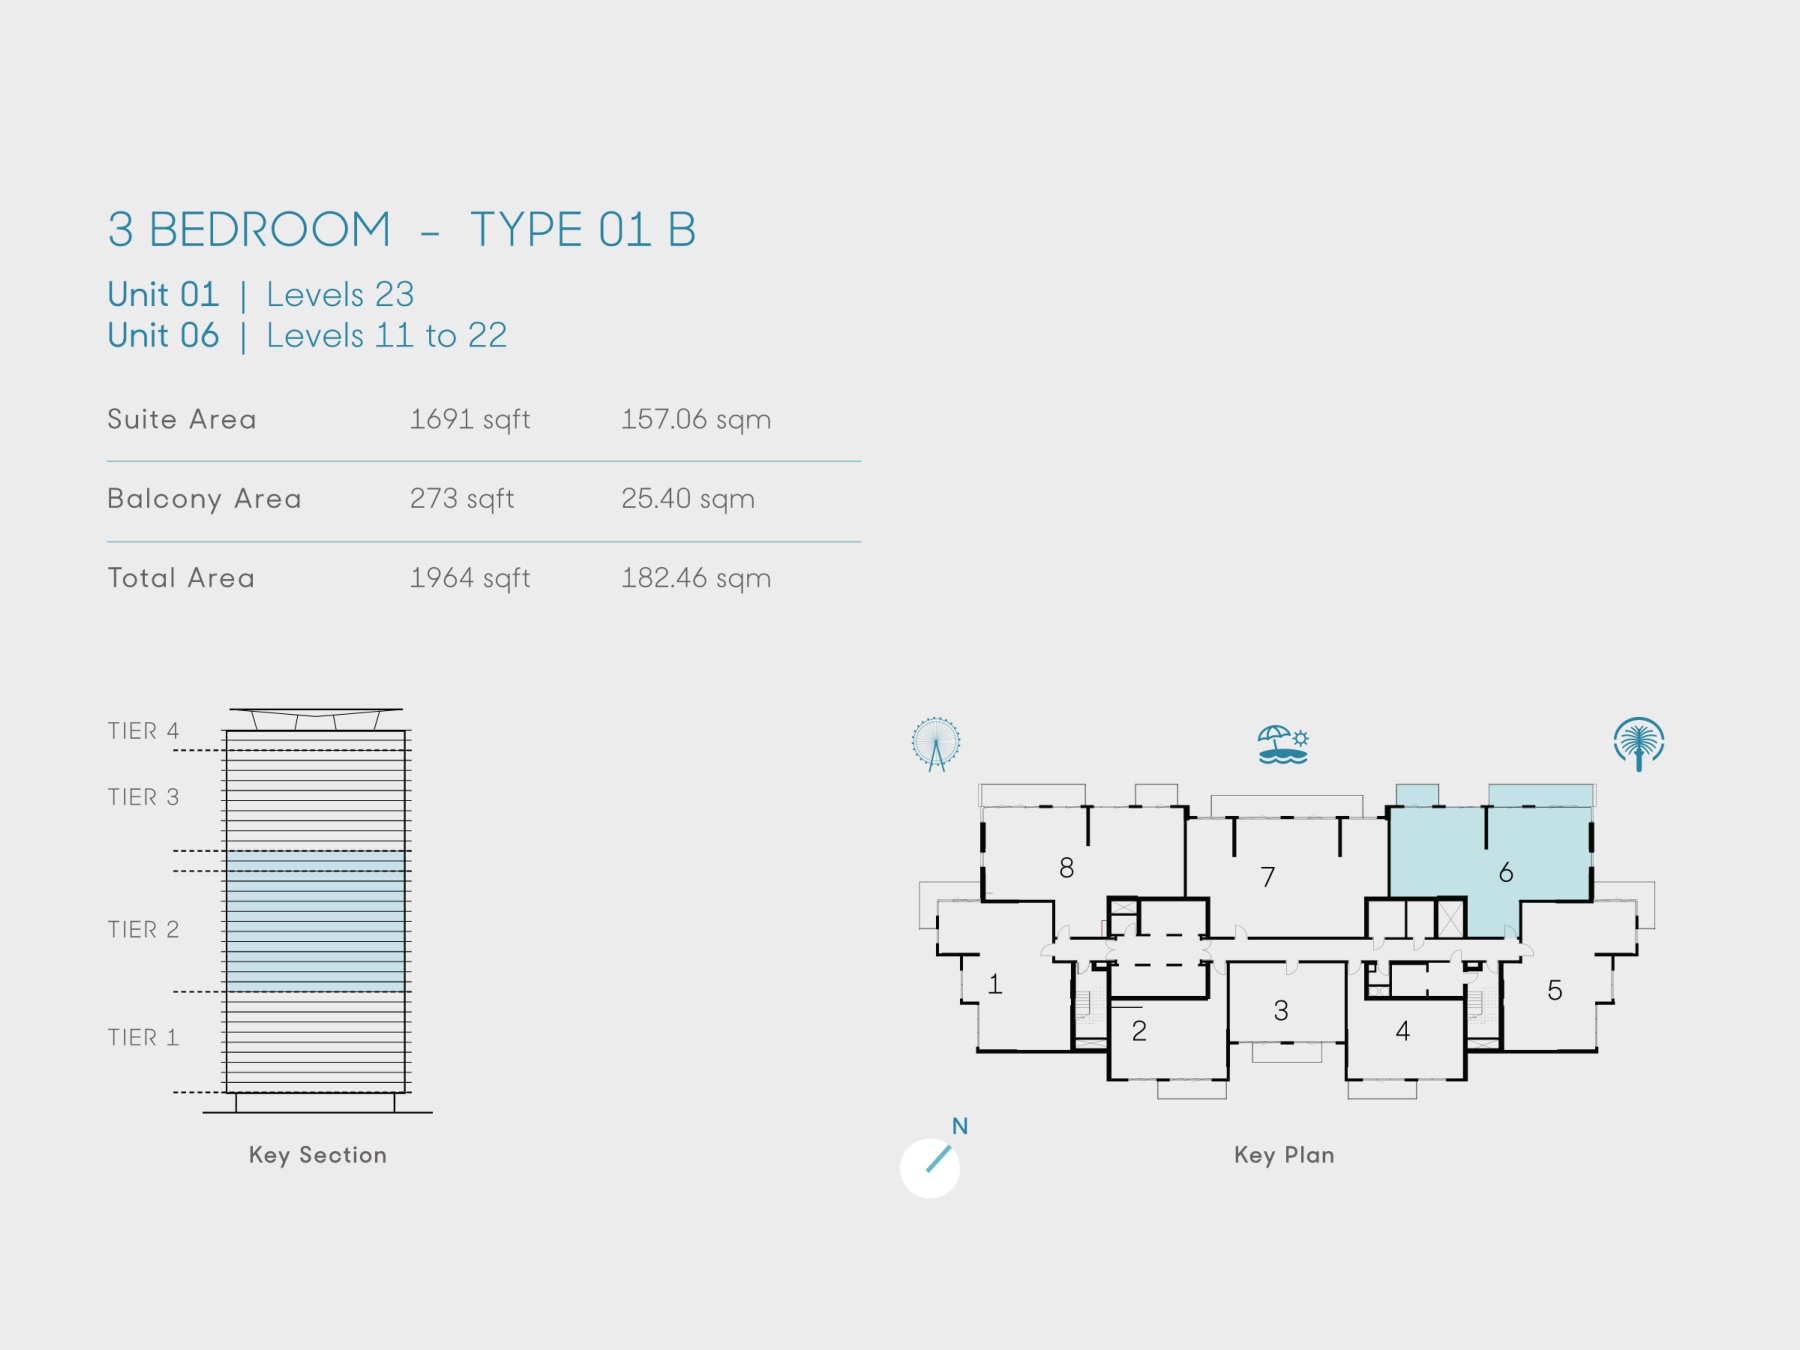 3 BEDROOM – TYPE 01 B
Unit 01 | Levels 23
Unit 06 | Levels 11 to 22
Suite Area 1691 sqft 157.06 sqm
Balcony Area 273 sqft 25.40 sqm
Total Area 1964 sqft 182.46 sqm
TIER 4
TIER 3
TIER 2
TIER 1
Key Section
8
7
6
1
5
2
3
4
N
Key Plan